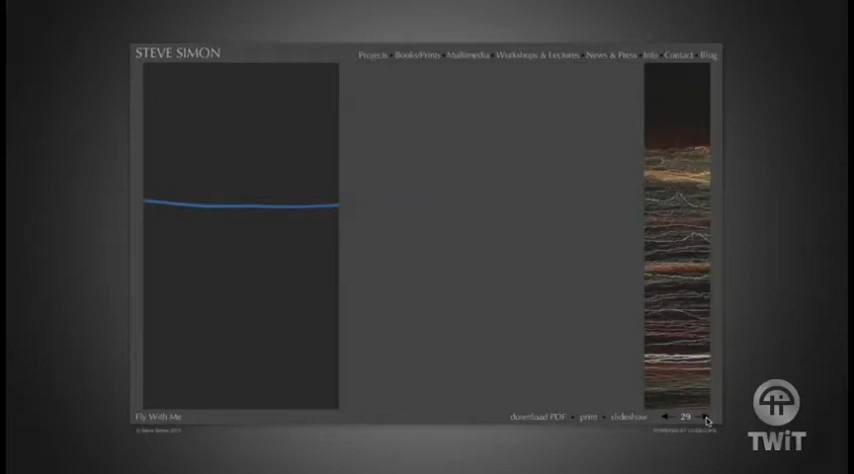 STEVE SIMON
Projects • Books/Prints • Multimedia • Workshops & Lectures • News & Press • Info • Contact • Blog
Fly With Me
download PDF • print • slideshow
29
TWiT